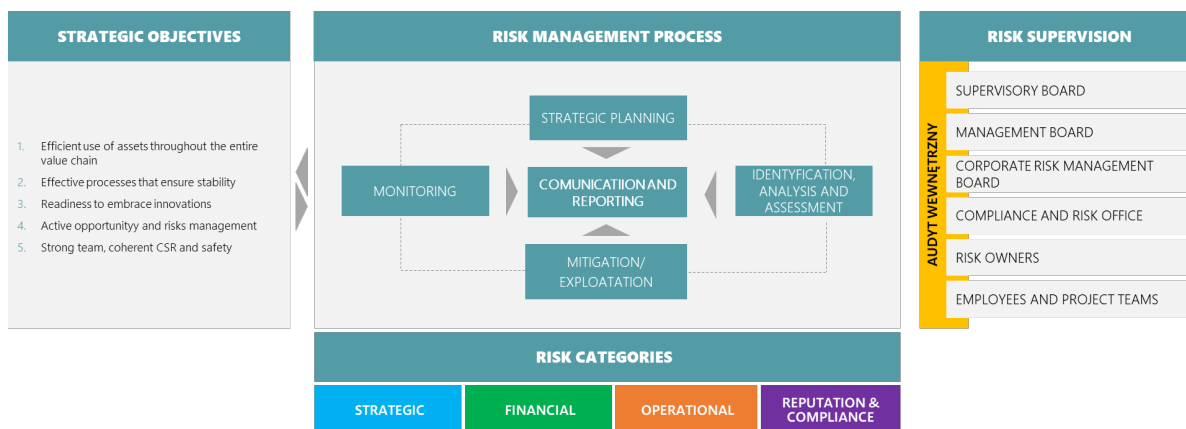 STRATEGIC OBJECTIVES
1. Efficient use of assets throughout the entire
value chain
2. Effective processes that ensure stability
3. Readiness to embrace innovations
4. Active opportunityy and risks management
5. Strong team, coherent CSR and safety
RISK MANAGEMENT PROCESS
STRATEGIC PLANNING
MONITORING
COMUNICATIION AND
REPORTING
IDENTYFICATION,
ANALYSIS AND
ASSESSMENT
MITIGATION/
EXPLOATATION
RISK SUPERVISION
AUDYT WEWNĘTRZNY
SUPERVISORY BOARD
MANAGEMENT BOARD
CORPORATE RISK MANAGEMENT
BOARD
COMPLIANCE AND RISK OFFICE
RISK OWNERS
EMPLOYEES AND PROJECT TEAMS
RISK CATEGORIES
STRATEGIC
FINANCIAL
OPERATIONAL
REPUTATION &
COMPLIANCE